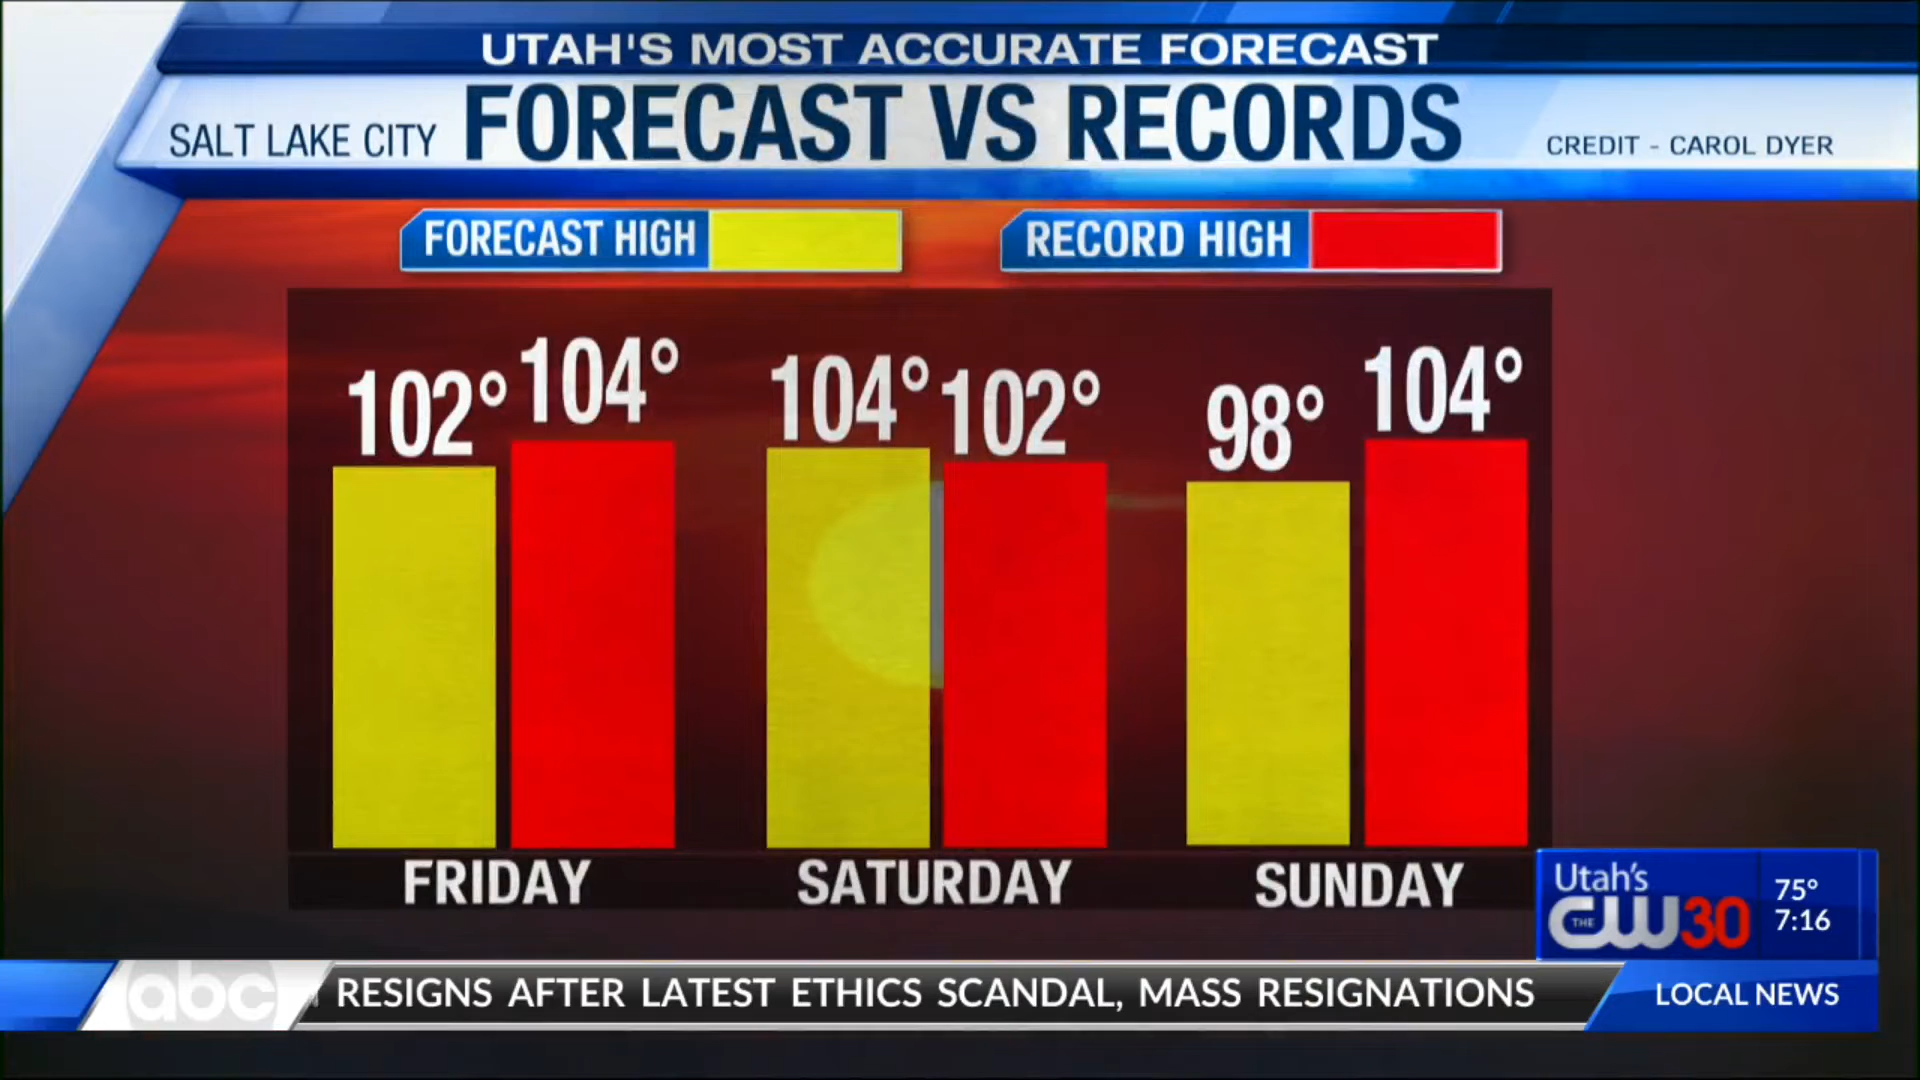 UTAH'S MOST ACCURATE FORECAST
SALT LAKE CITY FORECAST VS RECORDS CREDIT - CAROL DYER
FORECAST HIGH RECORD HIGH
102° 104° 104° 102° 98° 104°
FRIDAY SATURDAY SUNDAY
Utah's
THE CW30
75°
7:16
abc RESIGNS AFTER LATEST ETHICS SCANDAL, MASS RESIGNATIONS LOCAL NEWS